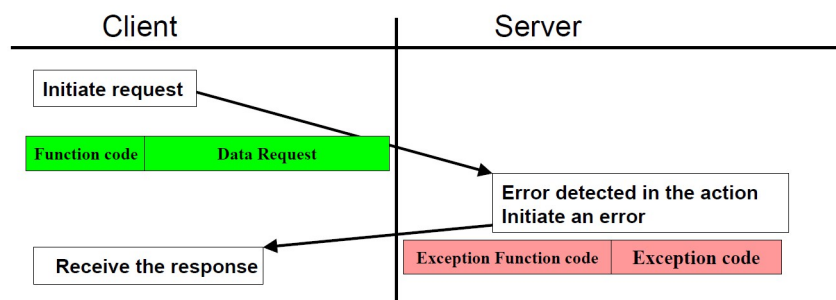 Client
Server
Initiate request
Function code
Data Request
Error detected in the action
Initiate an error
Receive the response
Exception Function code
Exception code